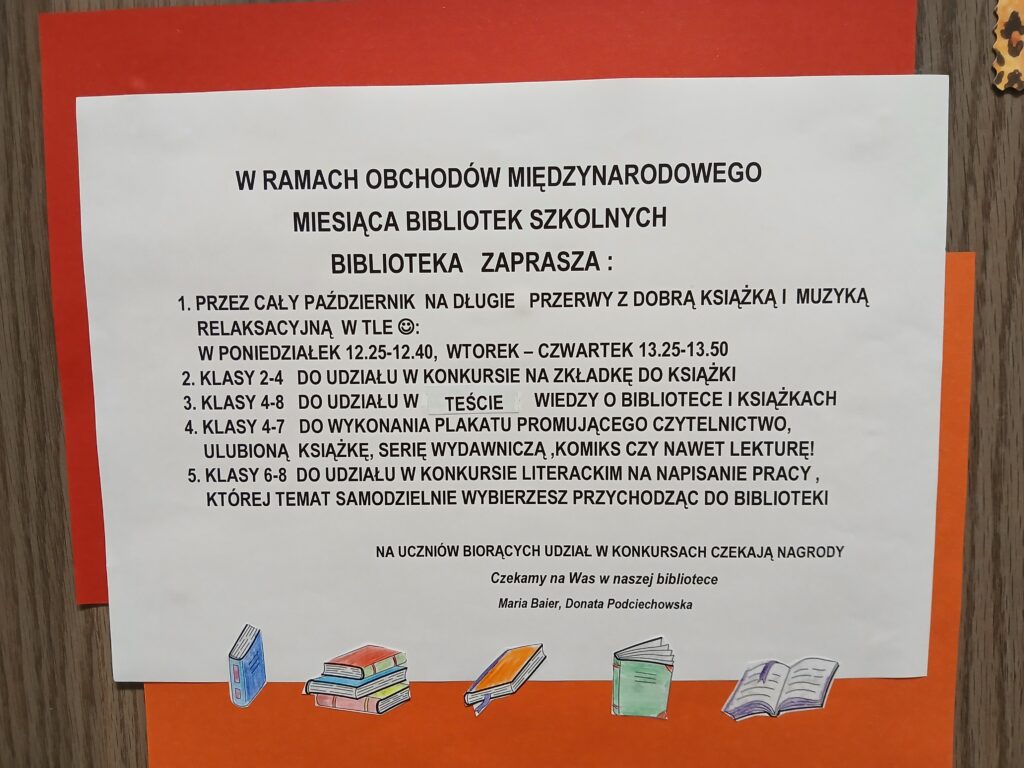 W RAMACH OBCHODÓW MIĘDZYNARODOWEGO
MIESIĄCA BIBLIOTEK SZKOLNYCH
BIBLIOTEKA ZAPRASZA :
1. PRZEZ CAŁY PAŹDZIERNIK NA DŁUGIE PRZERWY Z DOBRĄ KSIĄŻKĄ I MUZYKĄ
RELAKSACYJNĄ W TLE ☺:
W PONIEDZIAŁEK 12.25-12.40, WTOREK – CZWARTEK 13.25-13.50
2. KLASY 2-4 DO UDZIAŁU W KONKURSIE NA ZKŁADKĘ DO KSIĄŻKI
3. KLASY 4-8 DO UDZIAŁU W TEŚCIE WIEDZY O BIBLIOTECE I KSIĄŻKACH
4. KLASY 4-7 DO WYKONANIA PLAKATU PROMUJĄCEGO CZYTELNICTWO,
ULUBIONĄ KSIĄŻKĘ, SERIĘ WYDAWNICZĄ ,KOMIKS CZY NAWET LEKTURĘ!
5. KLASY 6-8 DO UDZIAŁU W KONKURSIE LITERACKIM NA NAPISANIE PRACY ,
KTÓREJ TEMAT SAMODZIELNIE WYBIERZESZ PRZYCHODZĄC DO BIBLIOTEKI
NA UCZNIÓW BIORĄCYCH UDZIAŁ W KONKURSACH CZEKAJĄ NAGRODY
Czekamy na Was w naszej bibliotece
Maria Baier, Donata Podciechowska